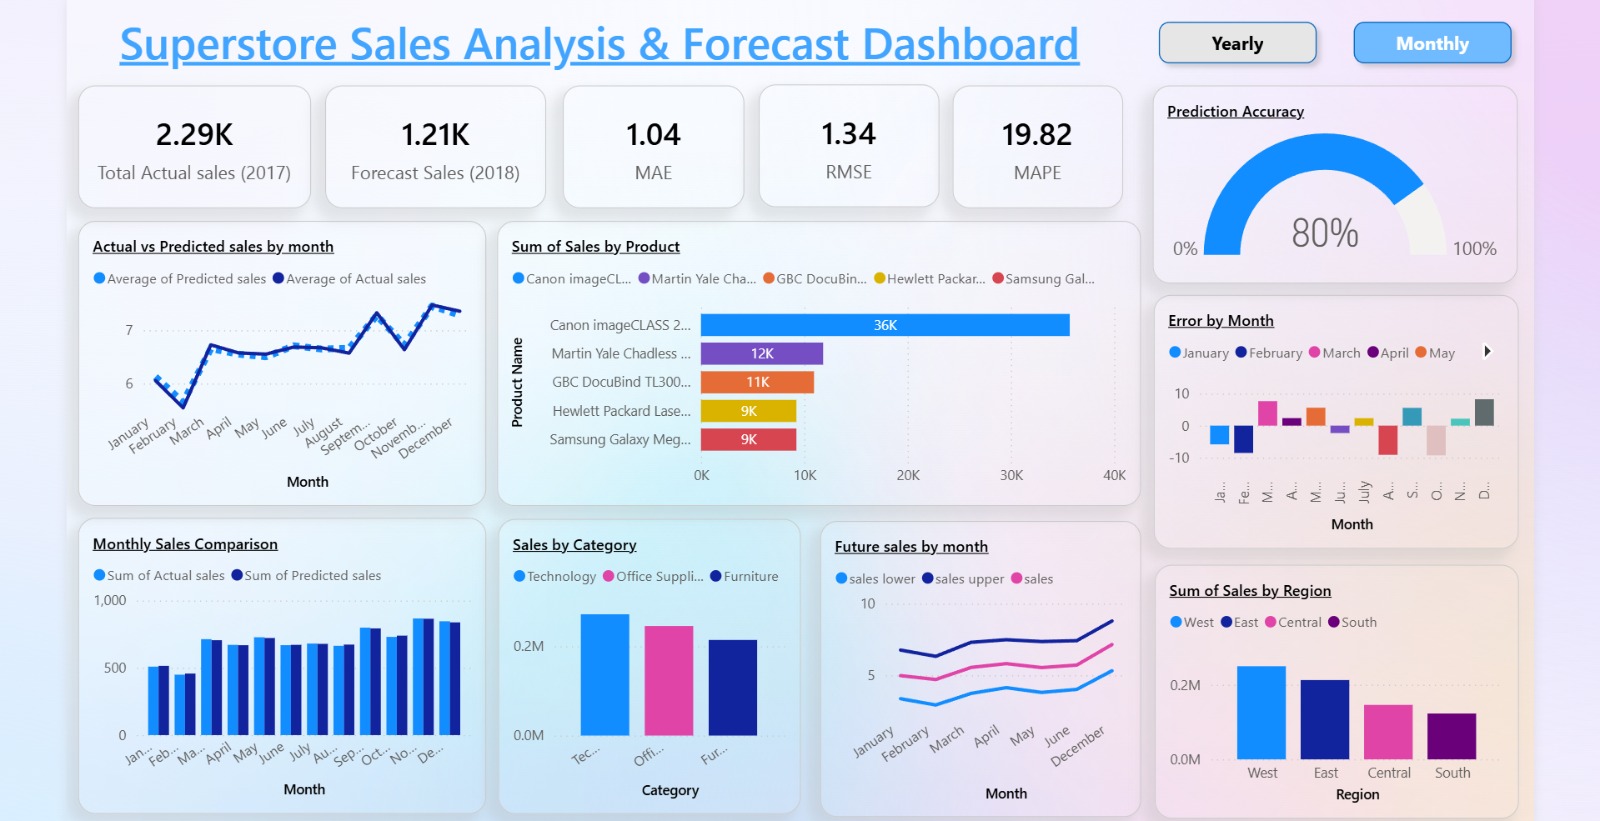 Superstore Sales Analysis & Forecast Dashboard
Yearly
Monthly
2.29K
Total Actual sales (2017)
1.21K
Forecast Sales (2018)
1.04
MAE
1.34
RMSE
19.82
MAPE
Prediction Accuracy
80%
0%
100%
Actual vs Predicted sales by month
Average of Predicted sales
Average of Actual sales
7
6
January
February
March
April
May
June
July
August
Septem...
October
Novemb...
December
Month
Sum of Sales by Product
Canon imageCL...
Martin Yale Cha...
GBC DocuBin...
Hewlett Packar...
Samsung Gal...
Product Name
Canon imageCLASS 2...
36K
Martin Yale Chadless ...
12K
GBC DocuBind TL300...
11K
Hewlett Packard Lase...
9K
Samsung Galaxy Meg...
9K
0K
10K
20K
30K
40K
Error by Month
January
February
March
April
May
10
0
-10
Ja...
Fe...
M...
A...
M...
Ju...
July
A...
S...
O...
N...
D...
Month
Monthly Sales Comparison
Sum of Actual sales
Sum of Predicted sales
1,000
500
0
Jan...
Feb...
Ma...
April
May
June
July
Au...
Sep...
Oct...
No...
De...
Month
Sales by Category
Technology
Office Suppli...
Furniture
0.2M
0.0M
Tec...
Offi...
Fur...
Category
Future sales by month
sales lower
sales upper
sales
10
5
January
February
March
April
May
June
December
Month
Sum of Sales by Region
West
East
Central
South
0.2M
0.0M
West
East
Central
South
Region